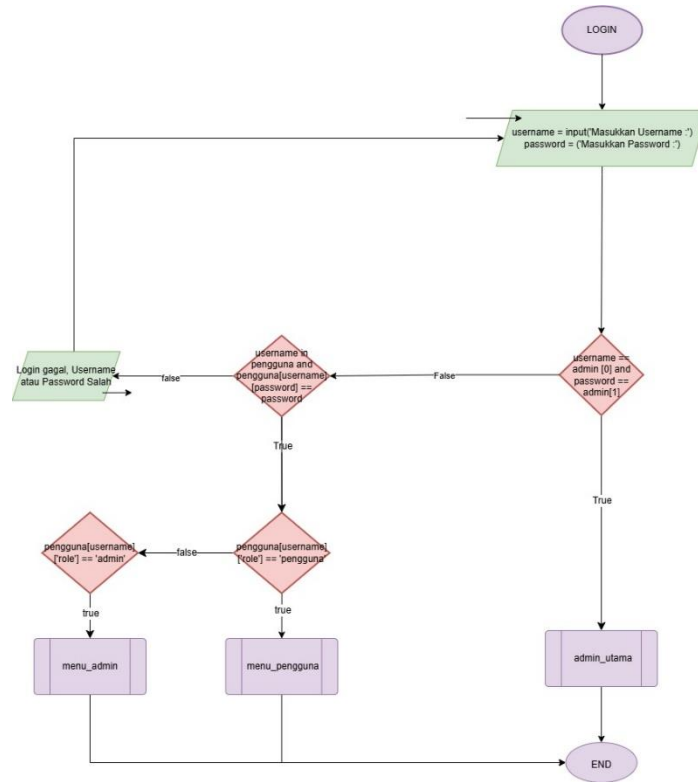 LOGIN
username = input('Masukkan Username :')
password = ('Masukkan Password :')
username ==
admin [0] and
password ==
admin[1]
False
username in
pengguna and
pengguna[username]
[password] ==
password
false
Login gagal, Username
atau Password Salah
True
True
pengguna[username]
['role'] == 'pengguna'
false
pengguna[username]
['role'] == 'admin'
true
true
menu_admin
menu_pengguna
admin_utama
END